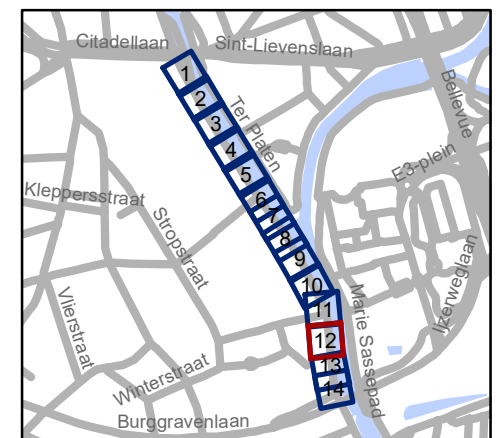 Citadellaan
Sint-Lievenslaan
Bellevue
Ter Platen
E3-plein
Kleppersstraat
Stropstraat
IJzerweglaan
Marie Sassepad
Vlierstraat
Winterstraat
Burggravenlaan
1
2
3
4
5
6
7
8
9
10
11
12
13
14